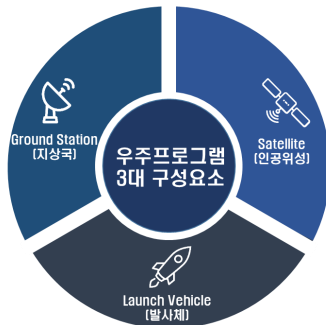 Ground Station
(지상국)
우주프로그램
3대 구성요소
Satellite
(인공위성)
Launch Vehicle
(발사체)